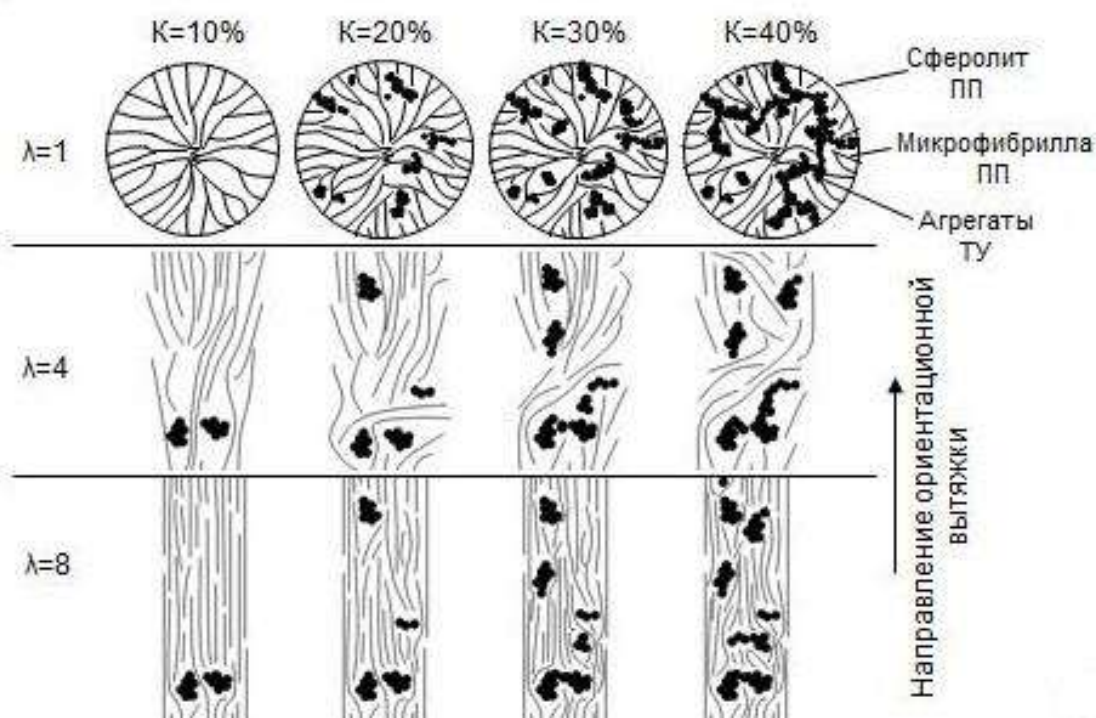 K=10%
K=20%
K=30%
K=40%
Сферолит
ПП
λ=1
Микрофибрилла
ПП
Агрегаты
ТУ
λ=4
λ=8
Направление ориентационной
вытяжки